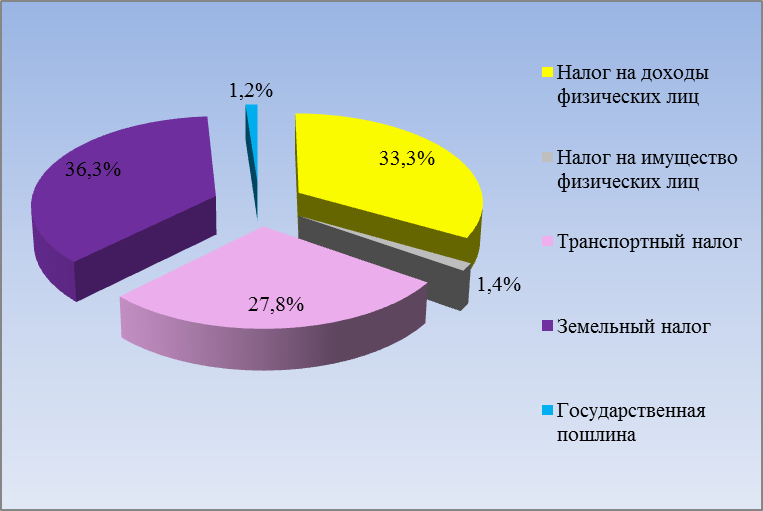 1,2%
33,3%
36,3%
1,4%
27,8%
Налог на доходы
физических лиц
Налог на имущество
физических лиц
Транспортный налог
Земельный налог
Государственная
пошлина